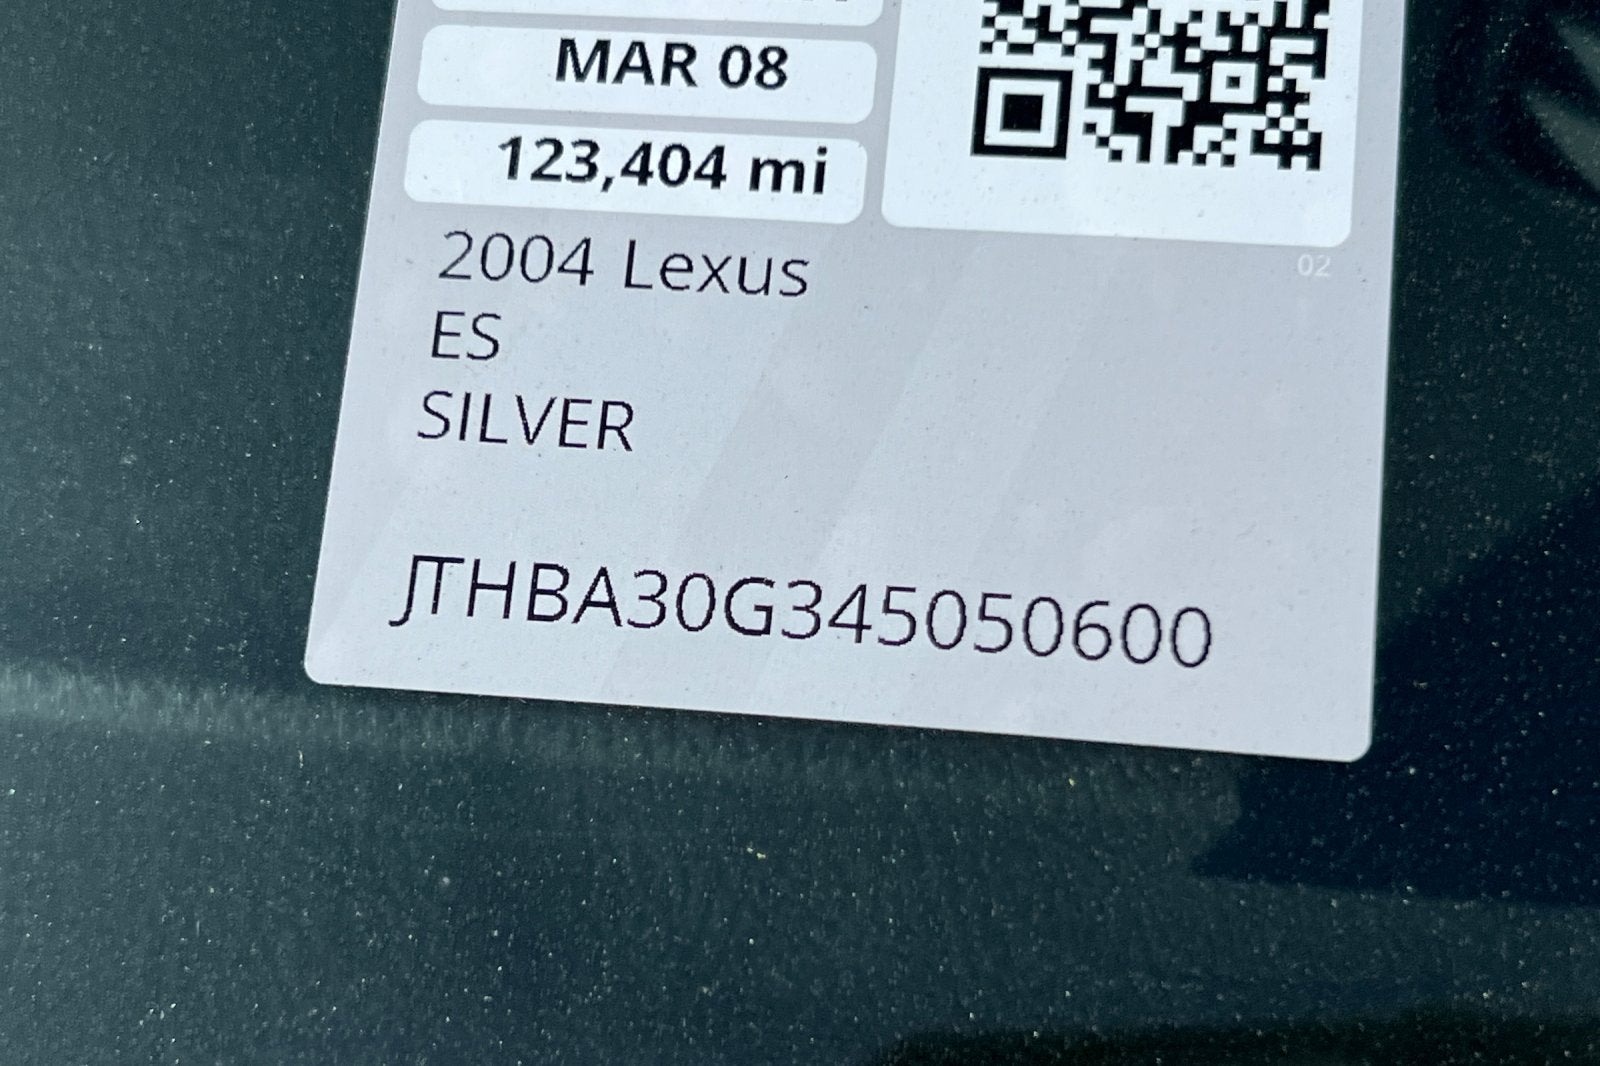 MAR 08
123,404 mi
02
2004 Lexus
ES
SILVER
JTHBA30G345050600